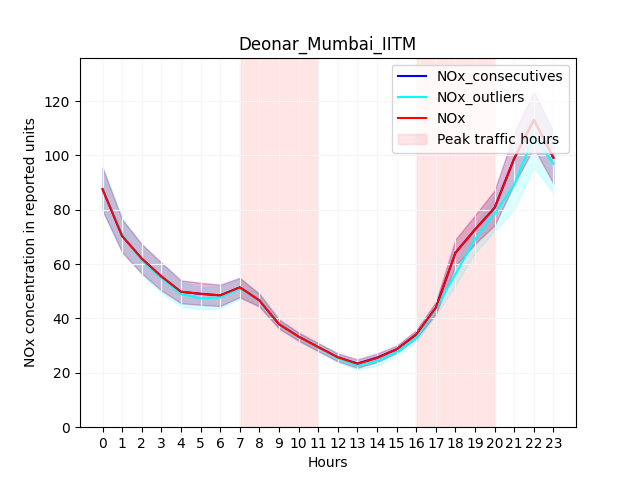 Deonar_Mumbai_IITM
NOx_consecutives
NOx_outliers
NOx
Peak traffic hours
NOx concentration in reported units
120
100
80
60
40
20
0
0 1 2 3 4 5 6 7 8 9 10 11 12 13 14 15 16 17 18 19 20 21 22 23
Hours